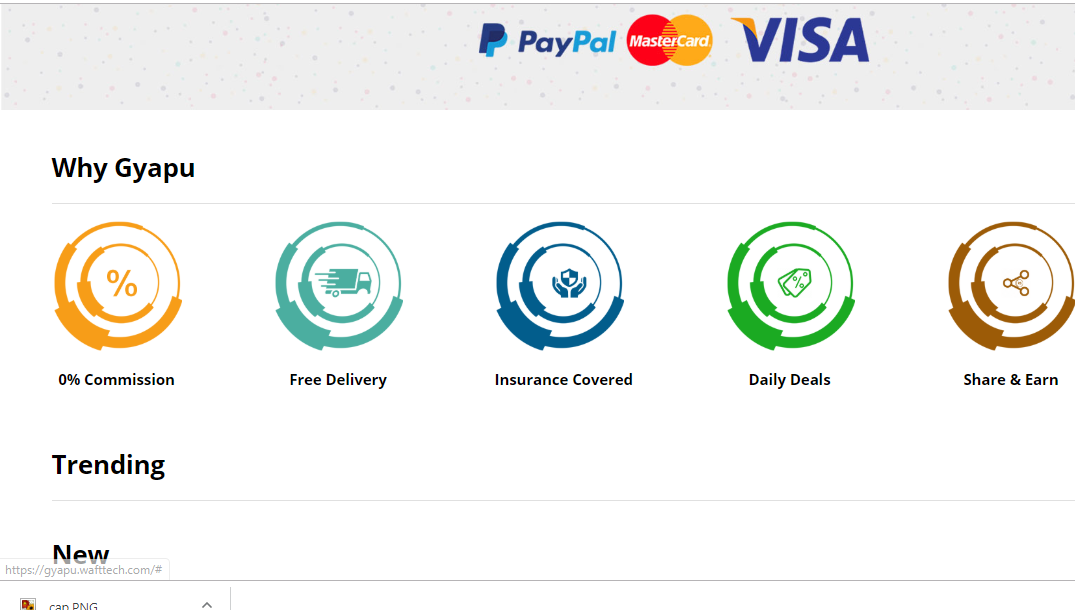 PayPal MasterCard VISA
Why Gyapu
%
%
0% Commission Free Delivery Insurance Covered Daily Deals Share & Earn
Trending
New
https://gyapu.wafttech.com/#
cap.PNG